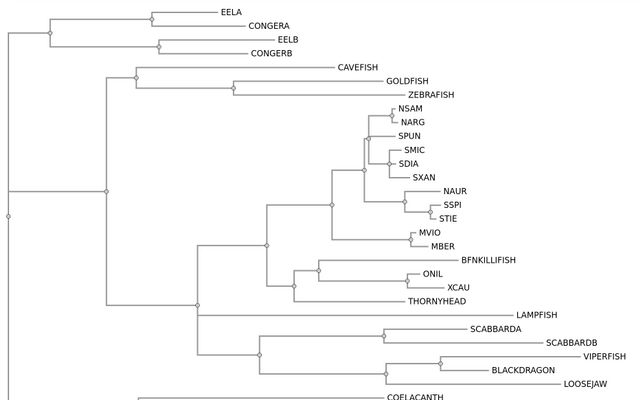 EELA
CONGERA
EELB
CONGERB
CAVEFISH
GOLDFISH
ZEBRAFISH
NSAM
NARG
SPUN
SMIC
SDIA
SXAN
NAUR
SSPI
STIE
MVIO
MBER
BFNKILLIFISH
ONIL
XCAU
THORNYHEAD
LAMPFISH
SCABBARDA
SCABBARDB
VIPERFISH
BLACKDRAGON
LOOSEJAW
COELACANTH